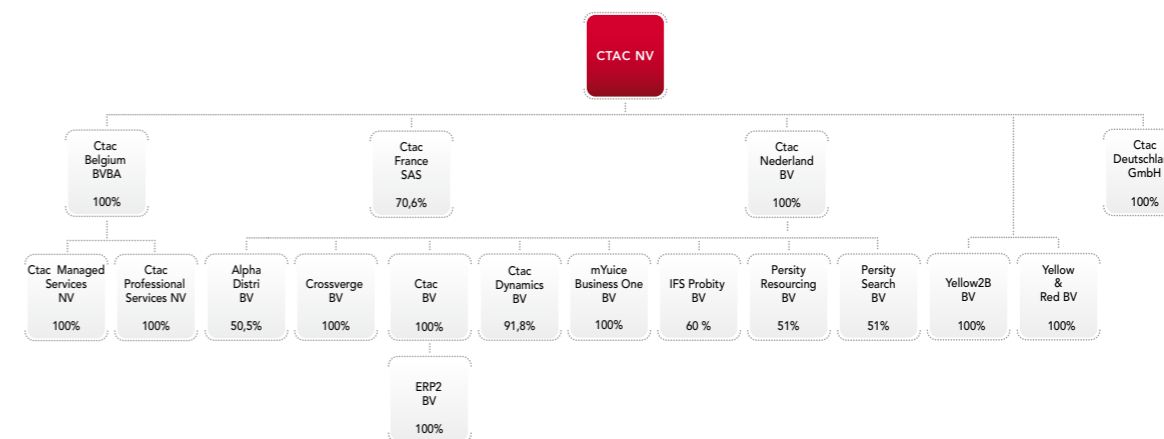 CTAC NV
Ctac
Belgium
BVBA
100%
Ctac
France
SAS
70,6%
Ctac
Nederland
BV
100%
Ctac
GmbH
100%
Ctac Managed
Services
NV
100%
Ctac
Professional
Services NV
100%
Alpha
Distri
BV
50,5%
Crossverge
BV
100%
Ctac
BV
100%
Ctac
Dynamics
BV
91,8%
mYuice
Business One
BV
100%
IFS Probity
BV
60 %
Persity
Resourcing
BV
51%
Persity
Search
BV
51%
Yellow2B
BV
100%
Yellow
&
Red BV
100%
ERP2
BV
100%